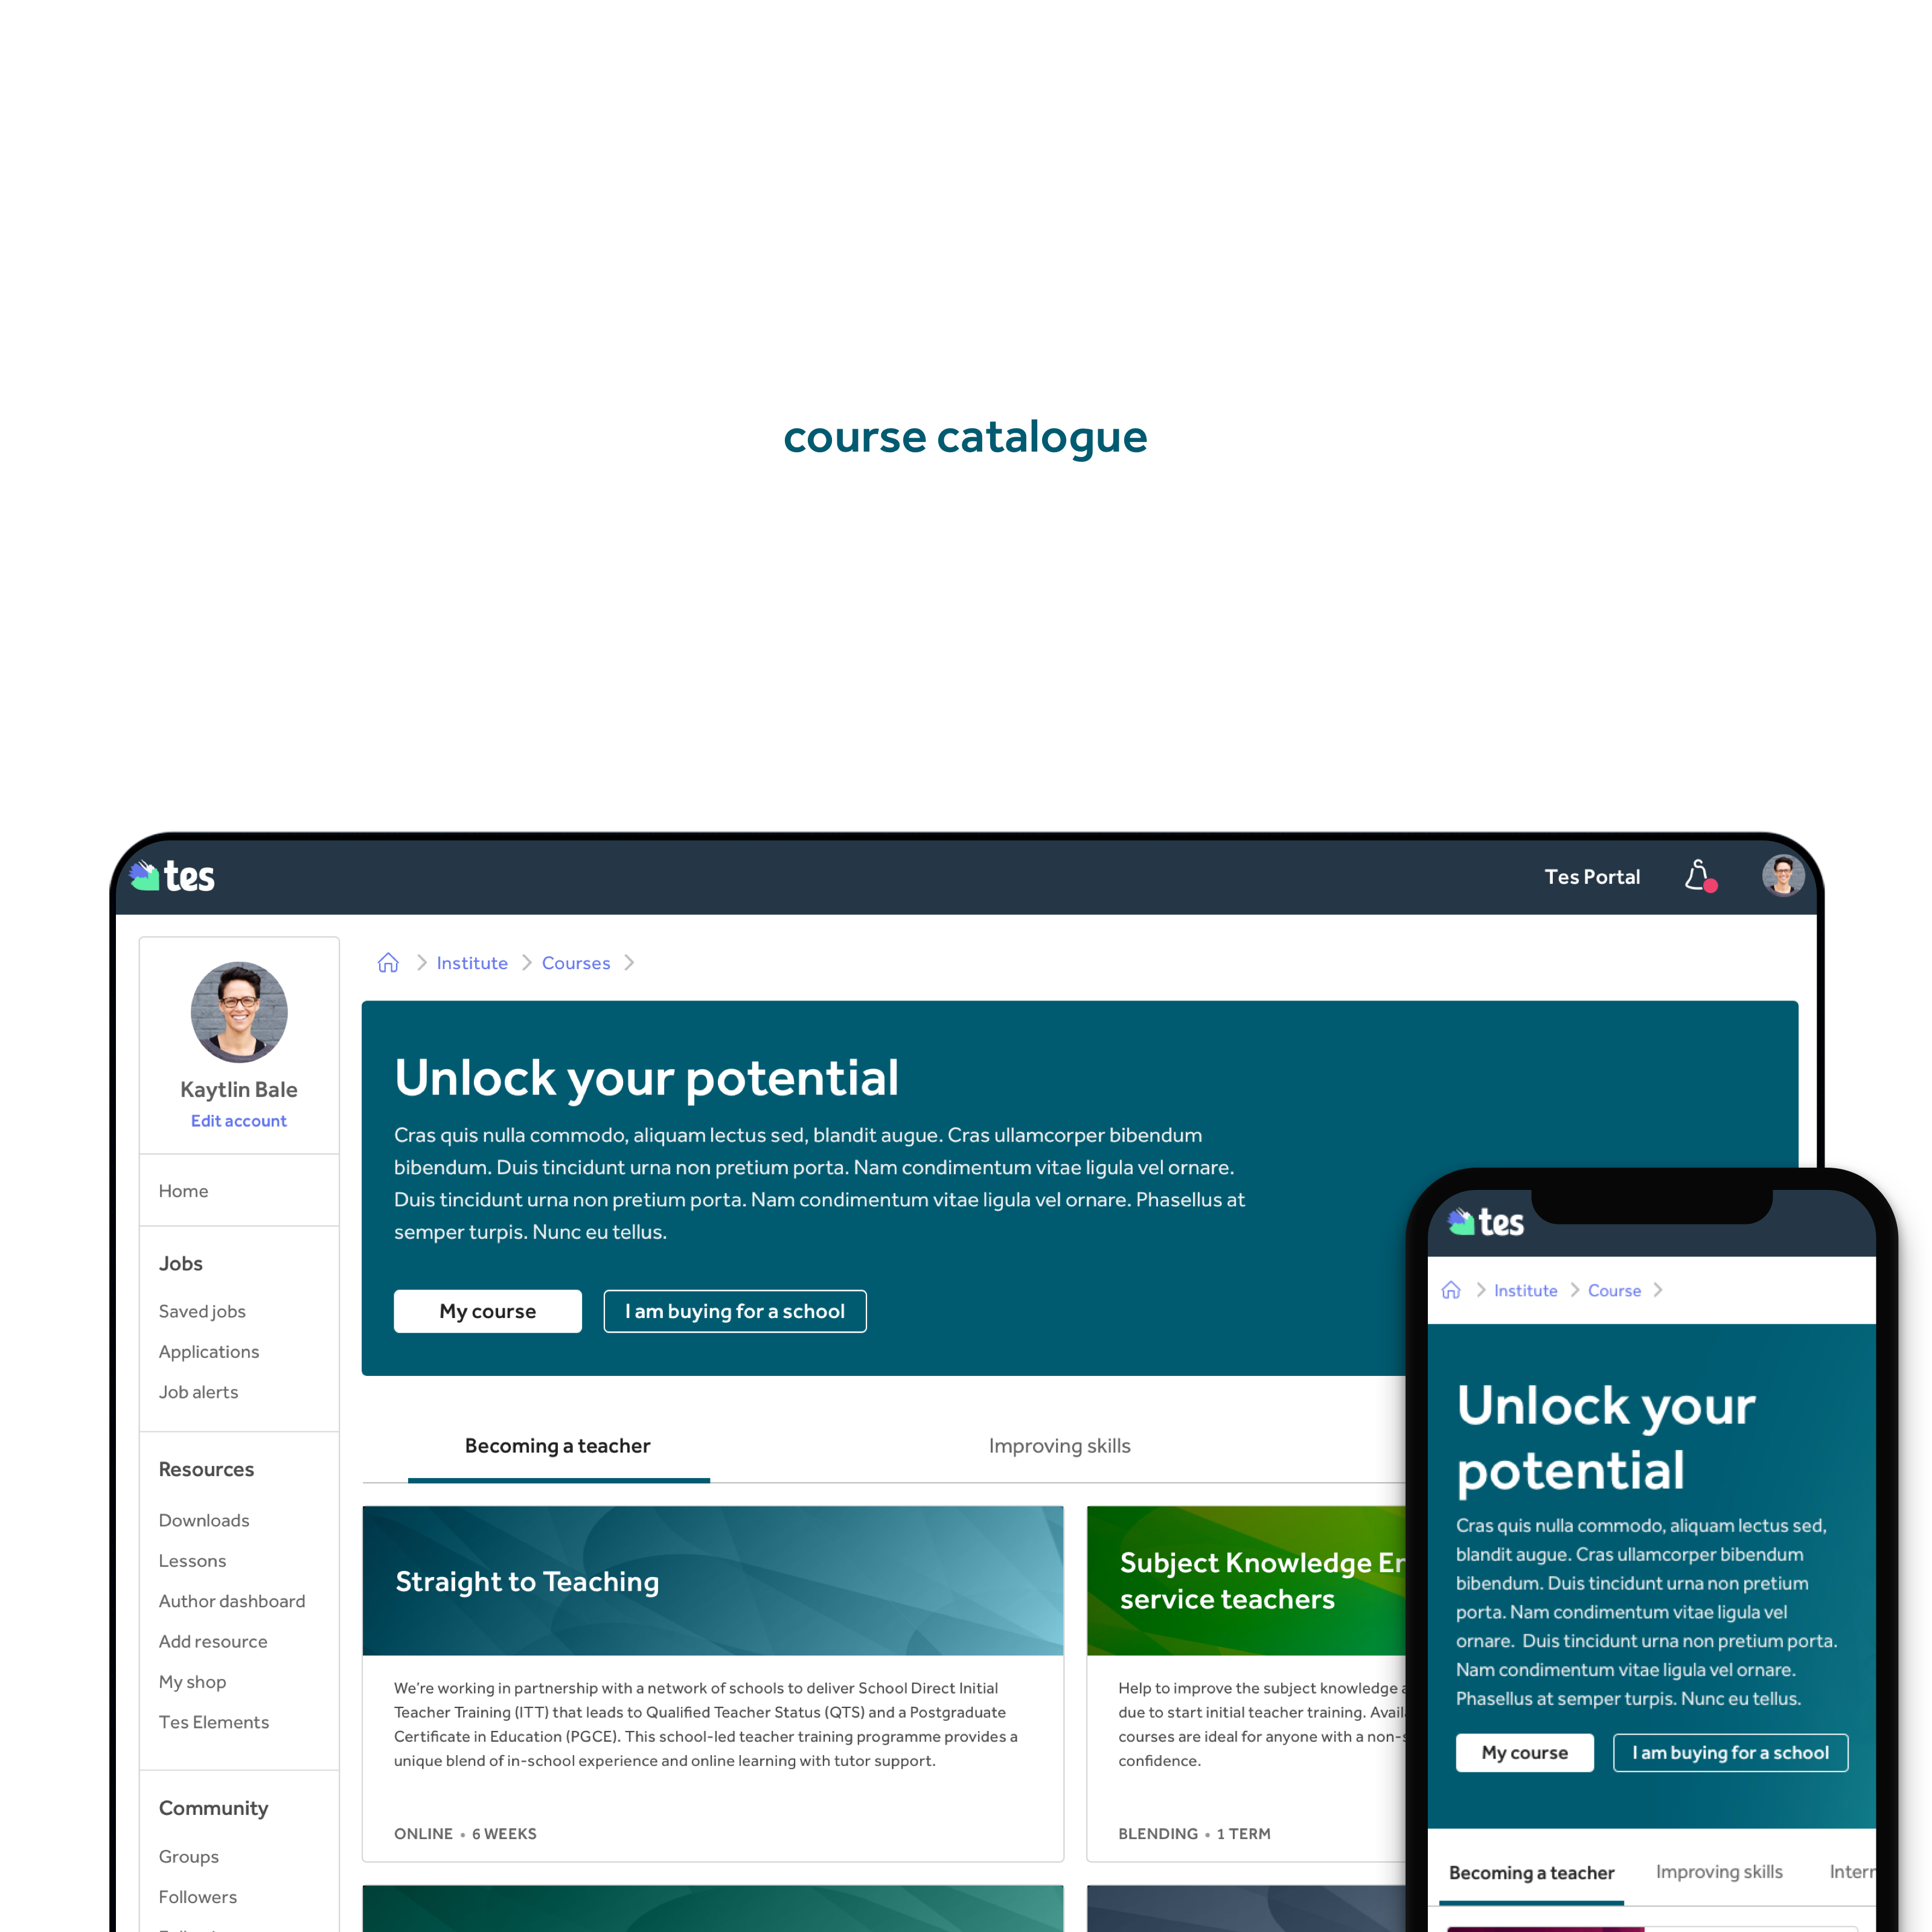 course catalogue
tes
Tes Portal
Kaytlin Bale
Edit account
Home
Jobs
Saved jobs
Applications
Job alerts
Resources
Downloads
Lessons
Author dashboard
Add resource
My shop
Tes Elements
Community
Groups
Followers
Institute
Courses
Unlock your potential
Cras quis nulla commodo, aliquam lectus sed, blandit augue. Cras ullamcorper bibendum
bibendum. Duis tincidunt urna non pretium porta. Nam condimentum vitae ligula vel ornare.
Duis tincidunt urna non pretium porta. Nam condimentum vitae ligula vel ornare. Phasellus at
semper turpis. Nunc eu tellus.
My course
I am buying for a school
Becoming a teacher
Improving skills
Straight to Teaching
We're working in partnership with a network of schools to deliver School Direct Initial
Teacher Training (ITT) that leads to Qualified Teacher Status (QTS) and a Postgraduate
Certificate in Education (PGCE). This school-led teacher training programme provides a
unique blend of in-school experience and online learning with tutor support.
ONLINE • 6 WEEKS
Subject Knowledge
service teachers
Help to improve the subject knowledge
due to start initial teacher training.
courses are ideal for anyone with a
confidence.
BLENDING • 1 TERM
tes
Institute
Course
Unlock your
potential
Cras quis nulla commodo, aliquam lectus sed,
blandit augue. Cras ullamcorper bibendum
bibendum. Duis tincidunt urna non pretium
porta. Nam condimentum vitae ligula vel
ornare. Duis tincidunt urna non pretium porta.
Nam condimentum vitae ligula vel ornare.
Phasellus at semper turpis. Nunc eu tellus.
My course
I am buying for a school
Becoming a teacher
Improving skills